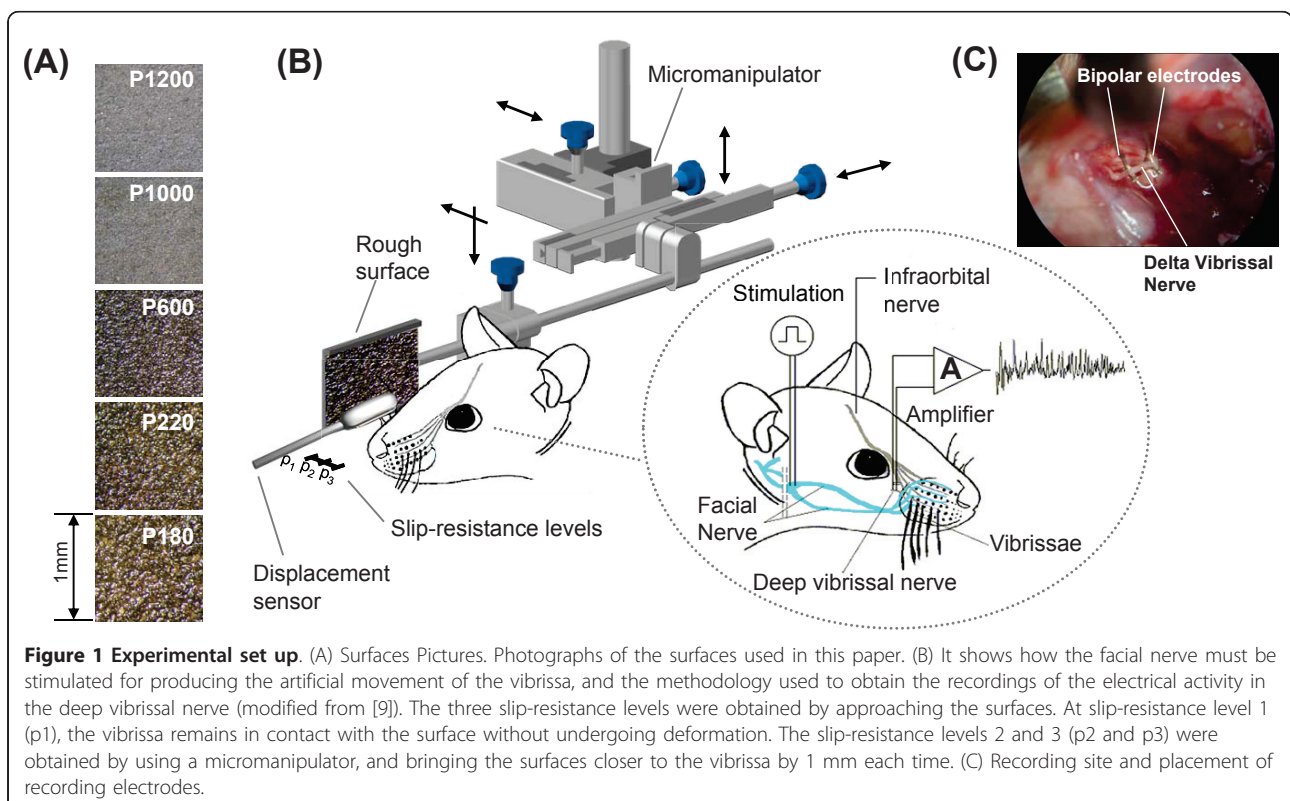 (A)
P1200
P1000
P600
P220
P180
1mm
(B)
Micromanipulator
Rough
surface
p1 p2 p3
Slip-resistance levels
Displacement
sensor
Stimulation
Infraorbital
nerve
A
Amplifier
Facial
Nerve
Vibrissae
Deep vibrissal nerve
(C)
Bipolar electrodes
Delta Vibrissal
Nerve
Figure 1 Experimental set up. (A) Surfaces Pictures. Photographs of the surfaces used in this paper. (B) It shows how the facial nerve must be
stimulated for producing the artificial movement of the vibrissa, and the methodology used to obtain the recordings of the electrical activity in
the deep vibrissal nerve (modified from [9]). The three slip-resistance levels were obtained by approaching the surfaces. At slip-resistance level 1
(p1), the vibrissa remains in contact with the surface without undergoing deformation. The slip-resistance levels 2 and 3 (p2 and p3) were
obtained by using a micromanipulator, and bringing the surfaces closer to the vibrissa by 1 mm each time. (C) Recording site and placement of
recording electrodes.